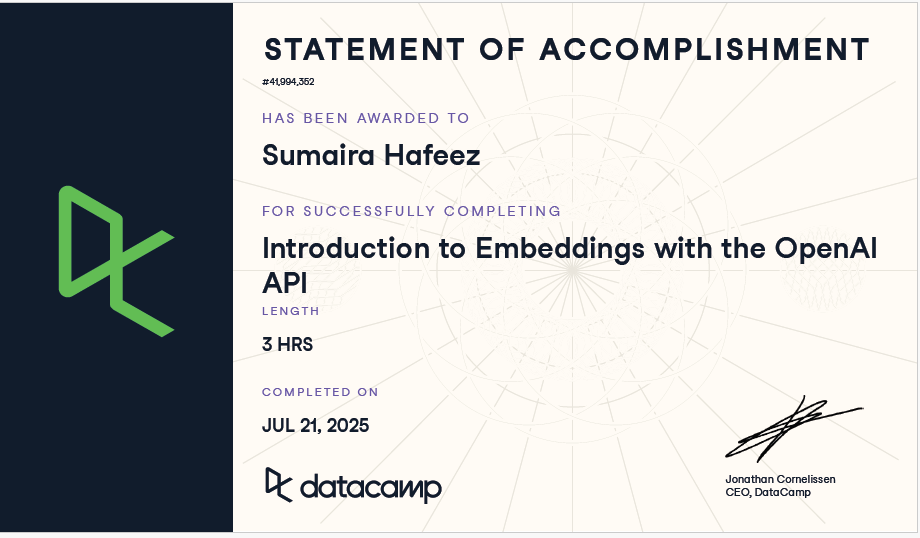 STATEMENT OF ACCOMPLISHMENT
#41,994,352
HAS BEEN AWARDED TO
Sumaira Hafeez
FOR SUCCESSFULLY COMPLETING
Introduction to Embeddings with the OpenAI
API
LENGTH
3 HRS
COMPLETED ON
JUL 21, 2025
datacamp
Jonathan Cornelissen
CEO, DataCamp